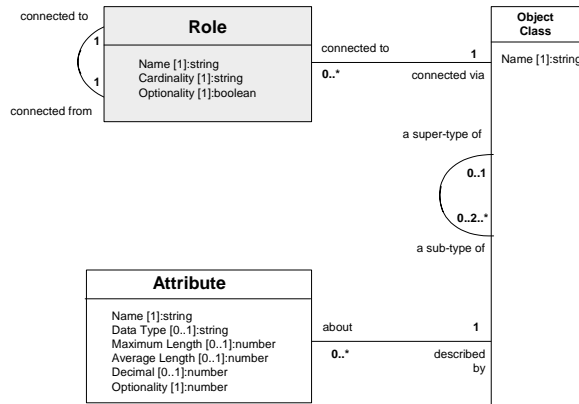 connected to
1
1
connected from
Role
Name [1]:string
Cardinality [1]:string
Optionality [1]:boolean
connected to
0..*
1
connected via
Object
Class
Name [1]:string
a super-type of
0..1
0..2..*
a sub-type of
Attribute
Name [1]:string
Data Type [0..1]:string
Maximum Length [0..1]:number
Average Length [0..1]:number
Decimal [0..1]:number
Optionality [1]:number
about
0..*
1
described
by